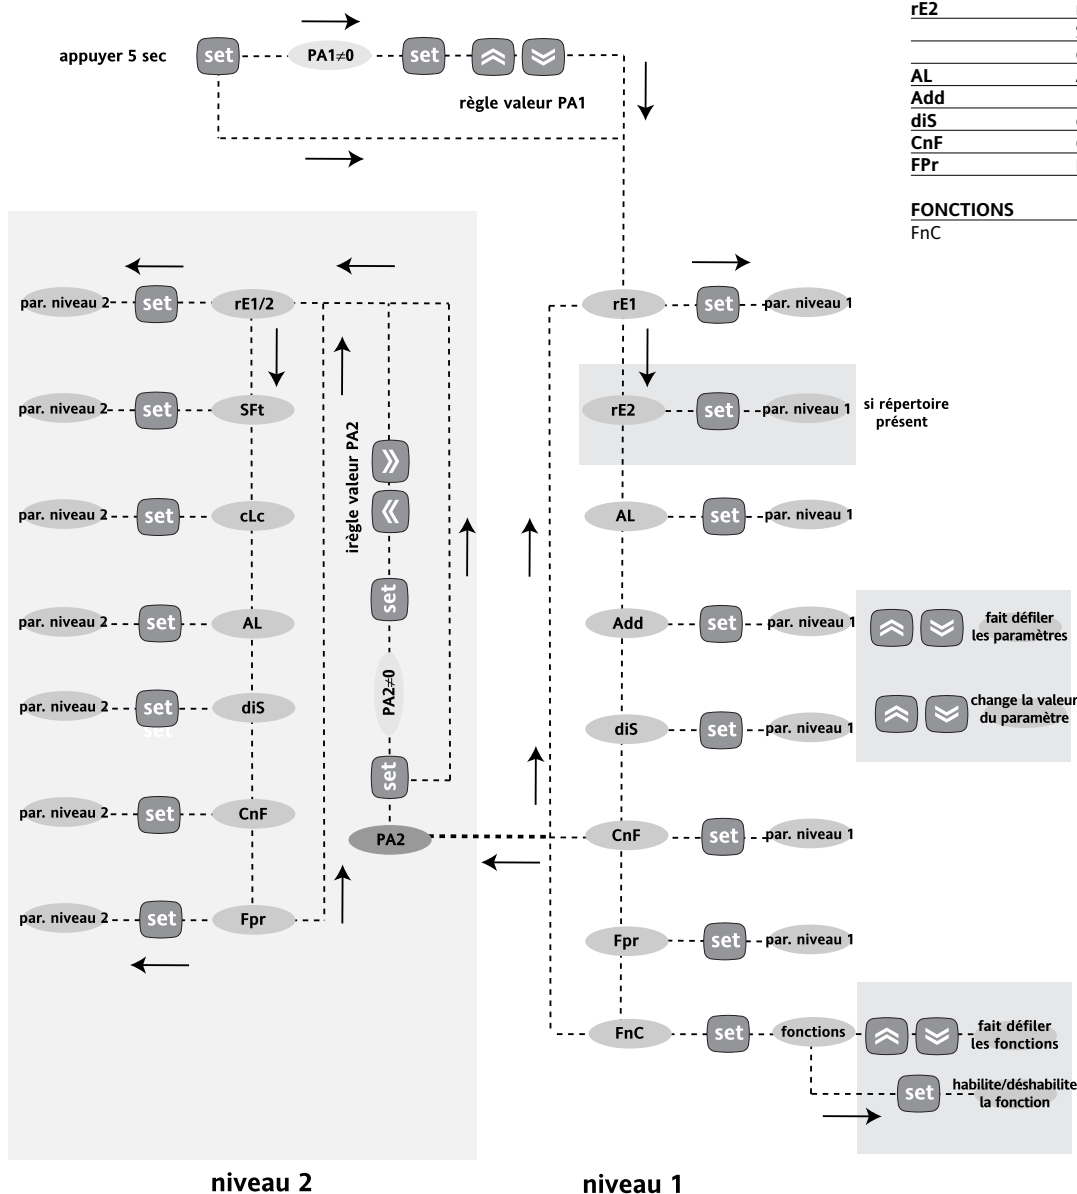 appuyer 5 sec set PA1≠0 set
règle valeur PA1
rE2
AL
Add
diS
CnF
FPr
FONCTIONS
FnC
par. niveau 2 set rE1/2
par. niveau 2 set SFt
par. niveau 2 set cLc
par. niveau 2 set AL
par. niveau 2 set diS
set
par. niveau 2 set CnF
par. niveau 2 set Fpr
irègle valeur PA2
set
PA2≠0
set
PA2
rE1 set par. niveau 1
rE2 set par. niveau 1
si répertoire
présent
AL set par. niveau 1
Add set par. niveau 1
diS set par. niveau 1
CnF set par. niveau 1
Fpr set par. niveau 1
FnC set fonctions
fait défiler
les paramètres
change la valeur
du paramètre
fait défiler
les fonctions
set habilite/déshabilite
la fonction
niveau 2
niveau 1